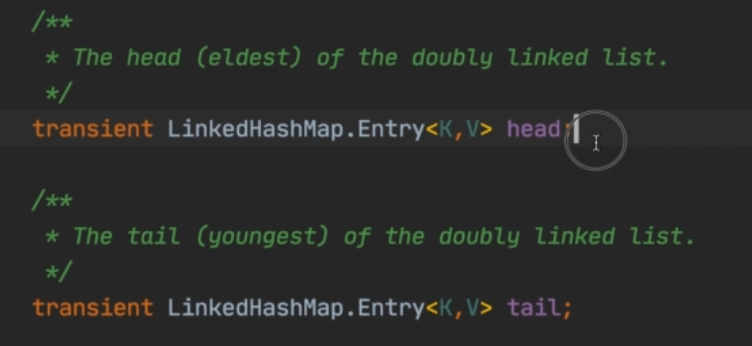 /**
 * The head (eldest) of the doubly linked list.
 */
transient LinkedHashMap.Entry<K,V> head;
/**
 * The tail (youngest) of the doubly linked list.
 */
transient LinkedHashMap.Entry<K,V> tail;